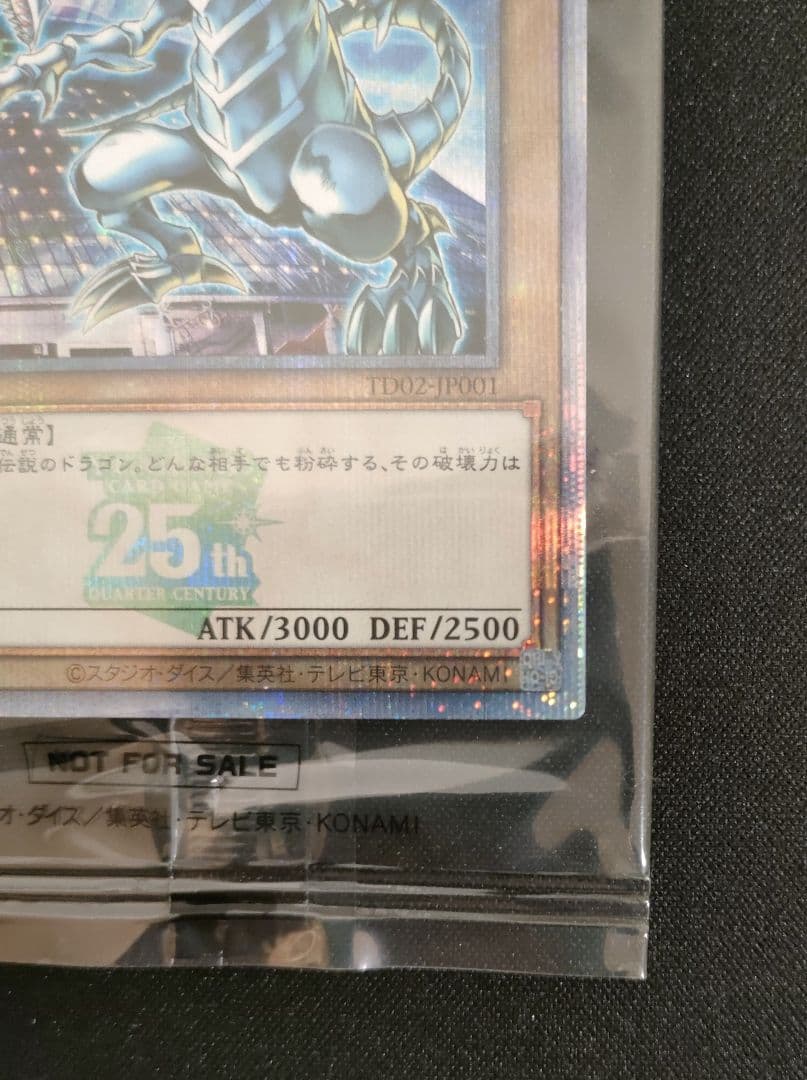 TD02-JP001
通常】
伝説のドラゴン。どんな相手でも粉砕する、その破壊力は
CARD GAME
25th
QUARTER CENTURY
ATK/3000 DEF/2500
©スタジオ・ダイス／集英社・テレビ東京・KONAMI
NOT FOR SALE
オ・ダイス／集英社・テレビ東京・KONAMI